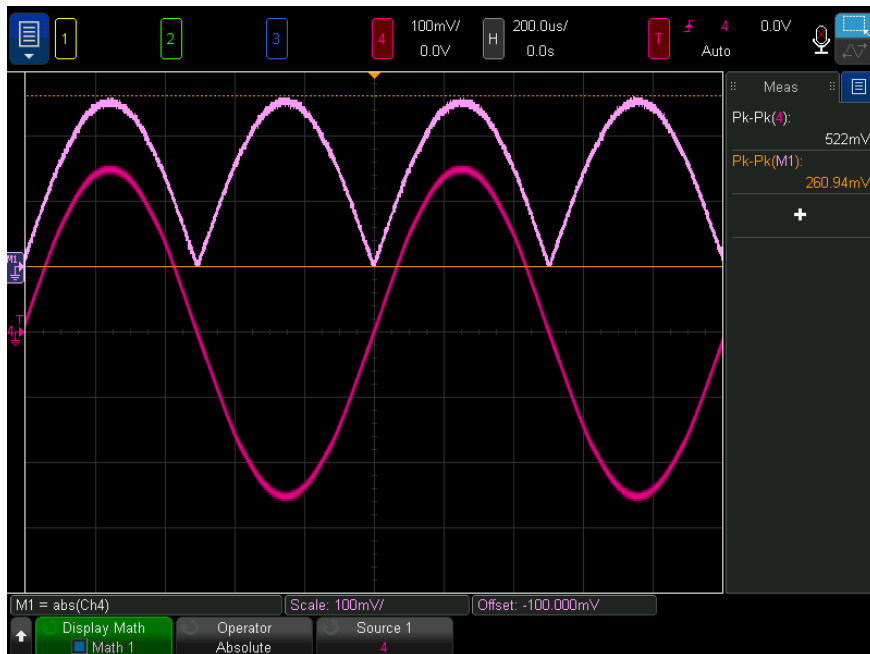 1
2
3
4
100mV/
0.0V
H
200.0us/
0.0s
T
4
Auto
0.0V
Meas
Pk-Pk(4):
522mV
Pk-Pk(M1):
260.94mV
+
M1
T
4
M1 = abs(Ch4)
Scale: 100mV/
Offset: -100.000mV
Display Math
Math 1
Operator
Absolute
Source 1
4